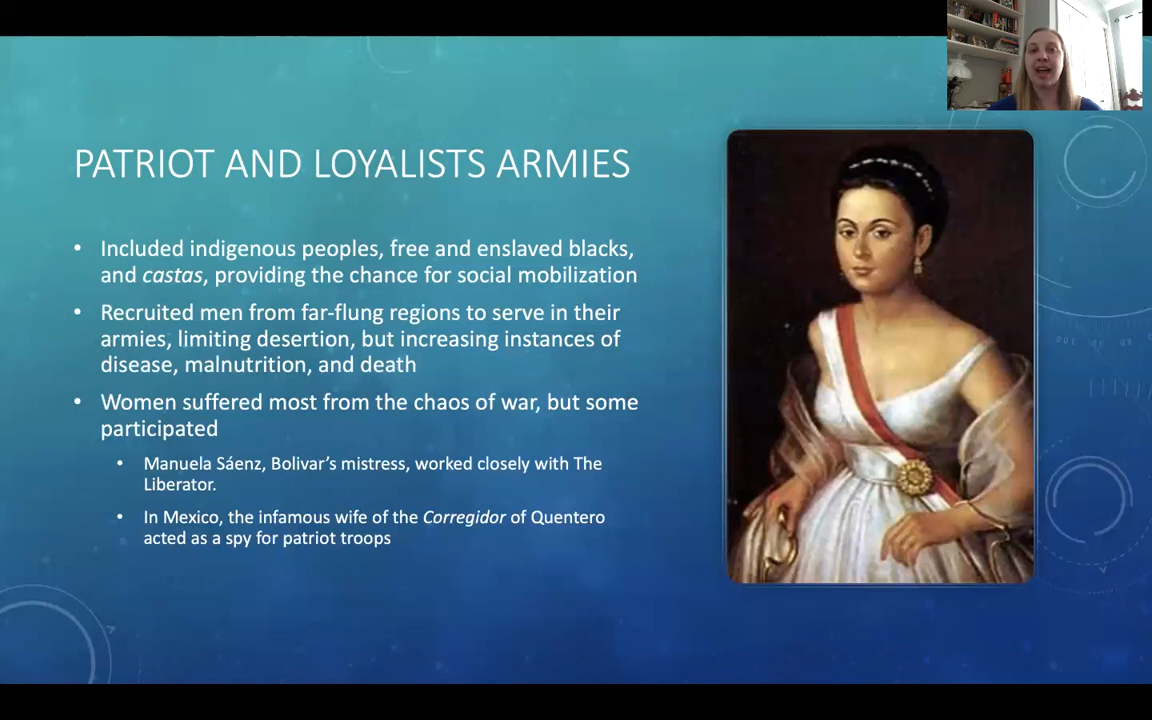 PATRIOT AND LOYALISTS ARMIES
• Included indigenous peoples, free and enslaved blacks,
and castas, providing the chance for social mobilization
• Recruited men from far-flung regions to serve in their
armies, limiting desertion, but increasing instances of
disease, malnutrition, and death
• Women suffered most from the chaos of war, but some
participated
• Manuela Sáenz, Bolivar’s mistress, worked closely with The
Liberator.
• In Mexico, the infamous wife of the Corregidor of Quentero
acted as a spy for patriot troops